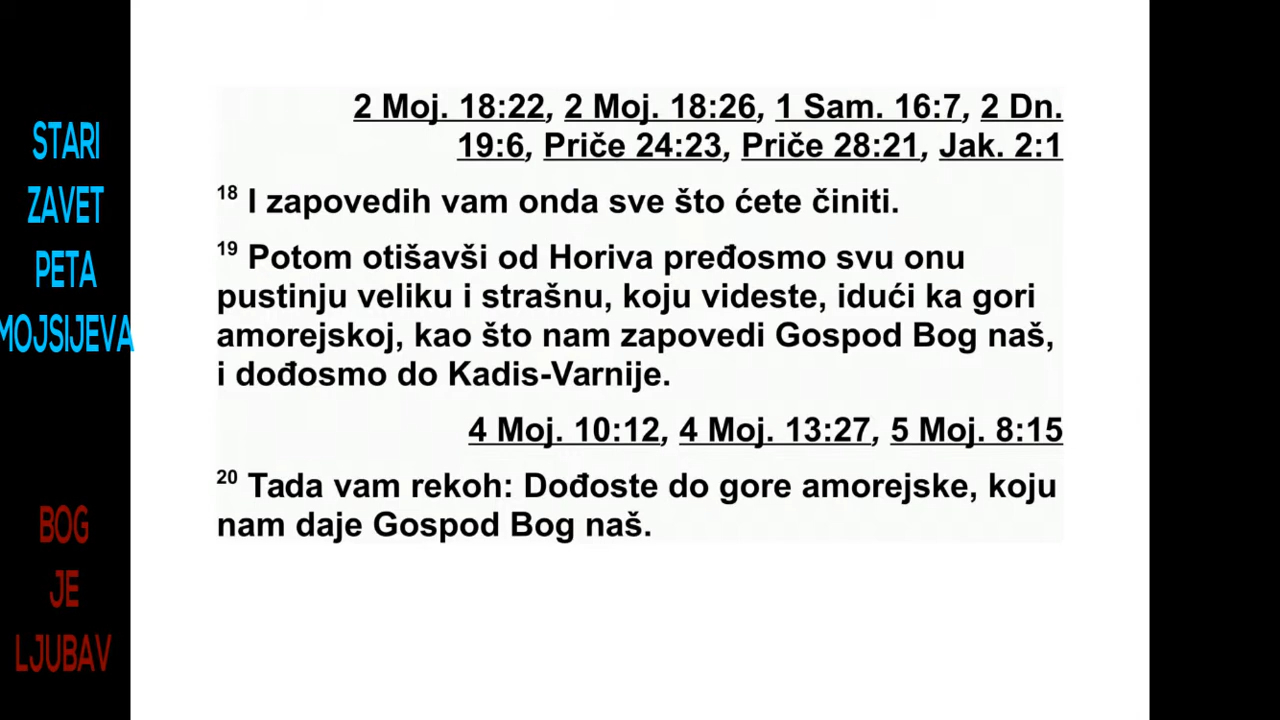 STARI
ZAVET
PETA
MOJSIJEVA
BOG
JE
LJUBAV
2 Moj. 18:22, 2 Moj. 18:26, 1 Sam. 16:7, 2 Dn.
19:6, Priče 24:23, Priče 28:21, Jak. 2:1
18 I zapovedih vam onda sve što ćete činiti.
19 Potom otišavši od Horiva pređosmo svu onu
pustinju veliku i strašnu, koju videste, idući ka gori
amorejskoj, kao što nam zapovedi Gospod Bog naš,
i dođosmo do Kadis-Varnije.
4 Moj. 10:12, 4 Moj. 13:27, 5 Moj. 8:15
20 Tada vam rekoh: Dođoste do gore amorejske, koju
nam daje Gospod Bog naš.